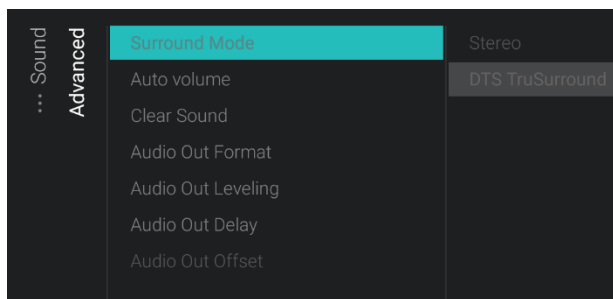 ... Sound
Advanced
Surround Mode
Auto volume
Clear Sound
Audio Out Format
Audio Out Leveling
Audio Out Delay
Audio Out Offset
Stereo
DTS TruSurround